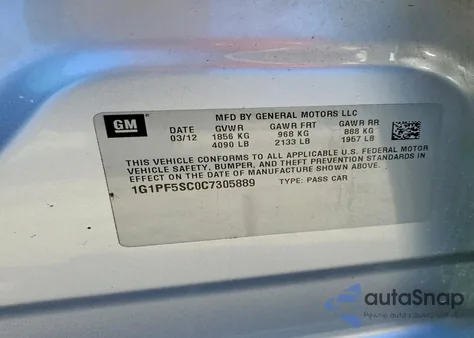 GM
MFD BY GENERAL MOTORS LLC
DATE GVWR GAWR FRT GAWR RR
03/12 1856 KG 968 KG 888 KG
4090 LB 2133 LB 1957 LB
THIS VEHICLE CONFORMS TO ALL APPLICABLE U.S. FEDERAL MOTOR
VEHICLE SAFETY, BUMPER, AND THEFT PREVENTION STANDARDS IN
EFFECT ON THE DATE OF MANUFACTURE SHOWN ABOVE.
1G1PF5SC0C7305889 TYPE: PASS CAR
autoSnap